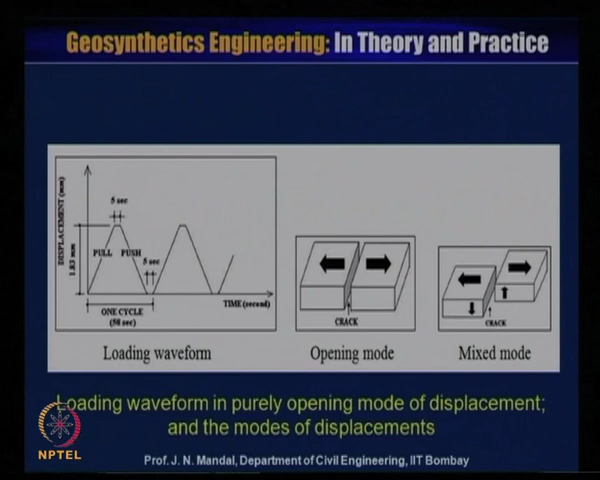 Geosynthetics Engineering: In Theory and Practice
DISPLACEMENT (mm)
1.83 mm
5 sec
PULL PUSH
5 sec
ONE CYCLE
(58 sec)
TIME (second)
Loading waveform
CRACK
Opening mode
CRACK
Mixed mode
Loading waveform in purely opening mode of displacement;
and the modes of displacements
NPTEL
Prof. J. N. Mandal, Department of Civil Engineering, IIT Bombay